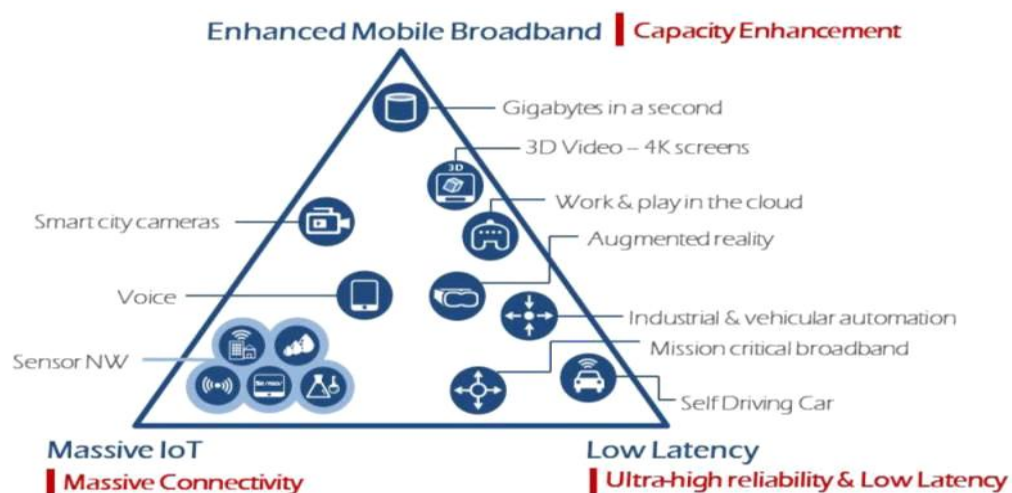 Enhanced Mobile Broadband
Capacity Enhancement
Gigabytes in a second
3D Video – 4K screens
3D
Work & play in the cloud
Smart city cameras
Augmented reality
Voice
Industrial & vehicular automation
Mission critical broadband
Sensor NW
Self Driving Car
Massive IoT
Low Latency
Massive Connectivity
Ultra-high reliability & Low Latency